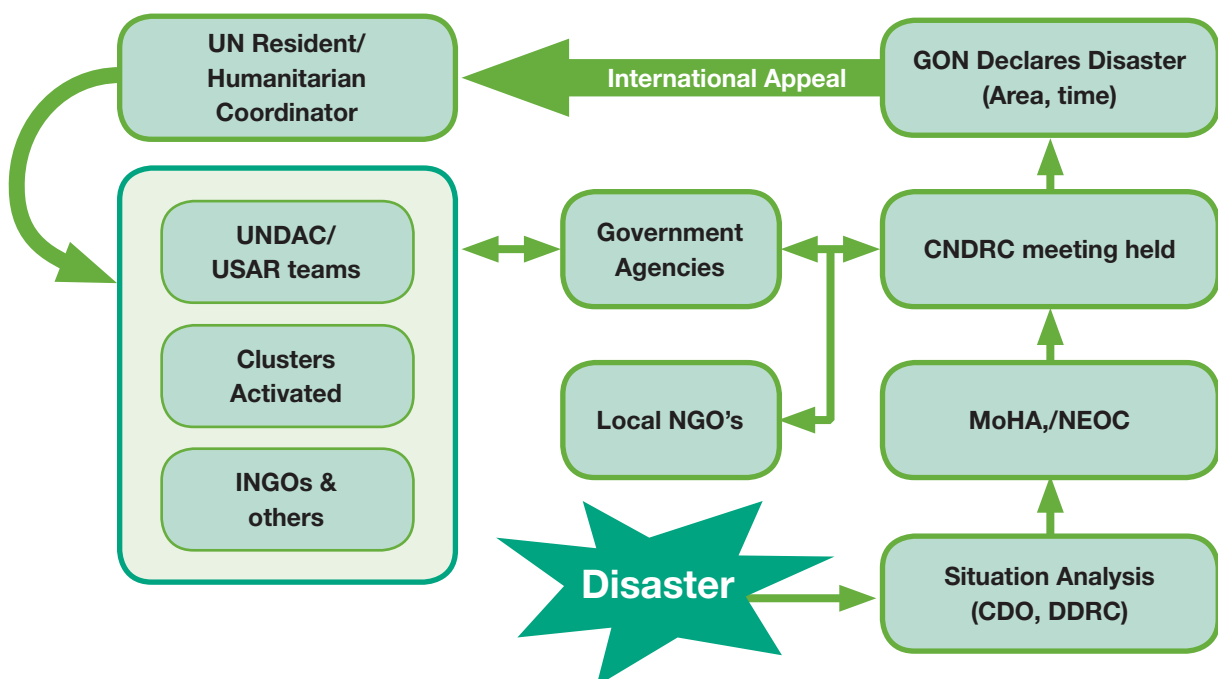 UN Resident/
Humanitarian
Coordinator
International Appeal
GON Declares Disaster
(Area, time)
UNDAC/
USAR teams
Government
Agencies
CNDRC meeting held
Clusters
Activated
Local NGO’s
MoHA,/NEOC
INGOs &
others
Disaster
Situation Analysis
(CDO, DDRC)